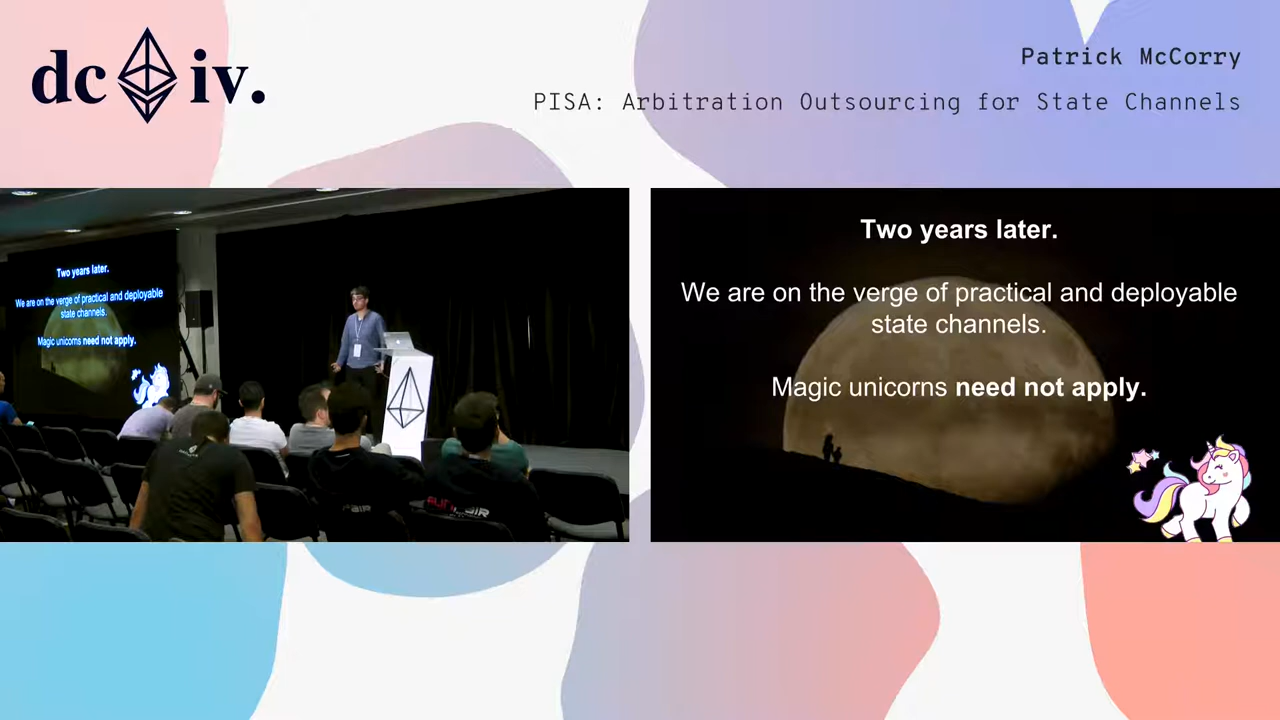 dc iv.
Patrick McCorry
PISA: Arbitration Outsourcing for State Channels
Two years later.
We are on the verge of practical and deployable
state channels.
Magic unicorns need not apply.
Two years later.
We are on the verge of practical and deployable
state channels.
Magic unicorns need not apply.